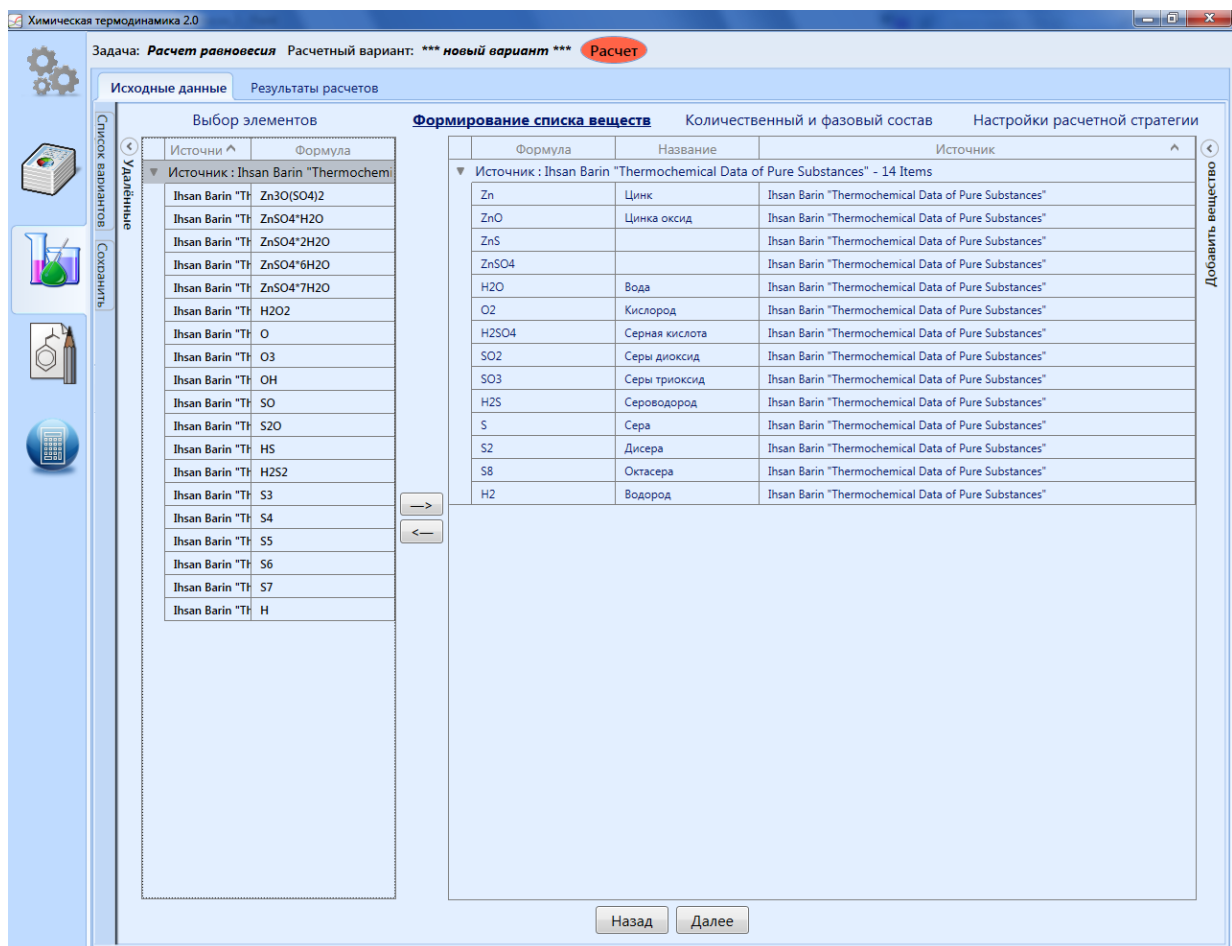 Химическая термодинамика 2.0
Задача: Расчет равновесия Расчетный вариант: *** новый вариант *** Расчет
Исходные данные Результаты расчетов
Список вариантов
Сохранить
Удалённые
Выбор элементов Формирование списка веществ Количественный и фазовый состав Настройки расчетной стратегии
Источни Формула
Источник : Ihsan Barin "Thermochemi
Ihsan Barin "Th Zn3O(SO4)2
Ihsan Barin "Th ZnSO4*H2O
Ihsan Barin "Th ZnSO4*2H2O
Ihsan Barin "Th ZnSO4*6H2O
Ihsan Barin "Th ZnSO4*7H2O
Ihsan Barin "Th H2O2
Ihsan Barin "Th O
Ihsan Barin "Th O3
Ihsan Barin "Th OH
Ihsan Barin "Th SO
Ihsan Barin "Th S2O
Ihsan Barin "Th HS
Ihsan Barin "Th H2S2
Ihsan Barin "Th S3
Ihsan Barin "Th S4
Ihsan Barin "Th S5
Ihsan Barin "Th S6
Ihsan Barin "Th S7
Ihsan Barin "Th H
—>
<—
Формула Название Источник
Источник : Ihsan Barin "Thermochemical Data of Pure Substances" - 14 Items
Zn Цинк Ihsan Barin "Thermochemical Data of Pure Substances"
ZnO Цинка оксид Ihsan Barin "Thermochemical Data of Pure Substances"
ZnS Ihsan Barin "Thermochemical Data of Pure Substances"
ZnSO4 Ihsan Barin "Thermochemical Data of Pure Substances"
H2O Вода Ihsan Barin "Thermochemical Data of Pure Substances"
O2 Кислород Ihsan Barin "Thermochemical Data of Pure Substances"
H2SO4 Серная кислота Ihsan Barin "Thermochemical Data of Pure Substances"
SO2 Серы диоксид Ihsan Barin "Thermochemical Data of Pure Substances"
SO3 Серы триоксид Ihsan Barin "Thermochemical Data of Pure Substances"
H2S Сероводород Ihsan Barin "Thermochemical Data of Pure Substances"
S Сера Ihsan Barin "Thermochemical Data of Pure Substances"
S2 Дисера Ihsan Barin "Thermochemical Data of Pure Substances"
S8 Октасера Ihsan Barin "Thermochemical Data of Pure Substances"
H2 Водород Ihsan Barin "Thermochemical Data of Pure Substances"
Добавить вещество
Назад Далее